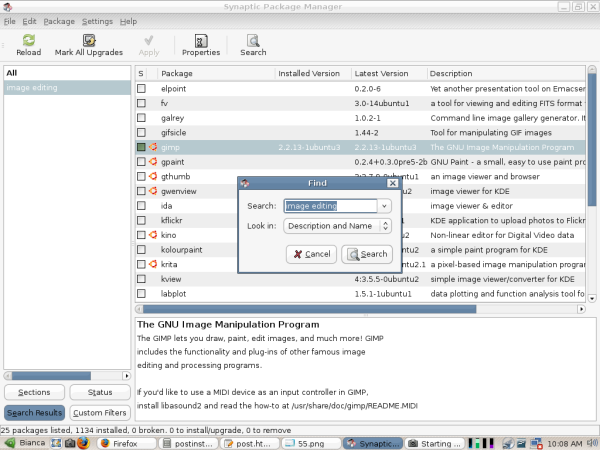 Synaptic Package Manager
File Edit Package Settings Help
Reload Mark All Upgrades Apply Properties Search
All
image editing
S Package Installed Version Latest Version Description
elpoint 0.2.0-6 Yet another presentation tool on Emacsen
fv 3.0-14ubuntu1 a tool for viewing and editing FITS format
galrey 1.0.2-1 Command line image gallery generator. It
gifsicle 1.44-2 Tool for manipulating GIF images
gimp 2.2.13-1ubuntu3 2.2.13-1ubuntu3 The GNU Image Manipulation Program
gpaint 0.2.4+0.3.0pre5-2b GNU Paint - a small, easy to use paint pro
gthumb an image viewer and browser
gwenview image viewer for KDE
ida image viewer & editor
kflickr KDE application to upload photos to Flickr
kino Non-linear editor for Digital Video data
kolourpaint a simple paint program for KDE
krita a pixel-based image manipulation program
kview 4:3.5.5-0ubuntu2 simple image viewer/converter for KDE
labplot 1.5.1-1ubuntu1 data plotting and function analysis tool fo
Find
Search: image editing
Look in: Description and Name
Cancel Search
The GNU Image Manipulation Program
The GIMP lets you draw, paint, edit images, and much more! GIMP
includes the functionality and plug-ins of other famous image
editing and processing programs.
If you'd like to use a MIDI device as an input controller in GIMP,
install libasound2 and read the how-to at /usr/share/doc/gimp/README.MIDI
Sections Status
Search Results Custom Filters
25 packages listed, 1134 installed, 0 broken. 0 to install/upgrade, 0 to remove
Bianca Firefox postinst... post.ht... 55.png Synaptic... Starting ... 10:08 AM